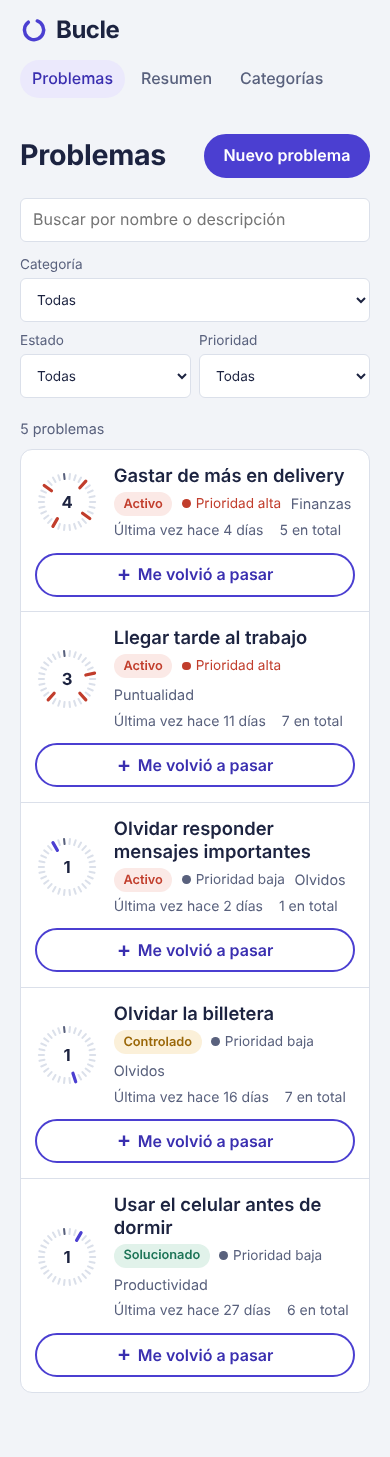 Bucle
Problemas Resumen Categorías
Problemas Nuevo problema
Buscar por nombre o descripción
Categoría
Todas
Estado Prioridad
Todas Todas
5 problemas
4
Gastar de más en delivery
Activo Prioridad alta Finanzas
Última vez hace 4 días 5 en total
+ Me volvió a pasar
3
Llegar tarde al trabajo
Activo Prioridad alta
Puntualidad
Última vez hace 11 días 7 en total
+ Me volvió a pasar
1
Olvidar responder
mensajes importantes
Activo Prioridad baja Olvidos
Última vez hace 2 días 1 en total
+ Me volvió a pasar
1
Olvidar la billetera
Controlado Prioridad baja
Olvidos
Última vez hace 16 días 7 en total
+ Me volvió a pasar
1
Usar el celular antes de
dormir
Solucionado Prioridad baja
Productividad
Última vez hace 27 días 6 en total
+ Me volvió a pasar